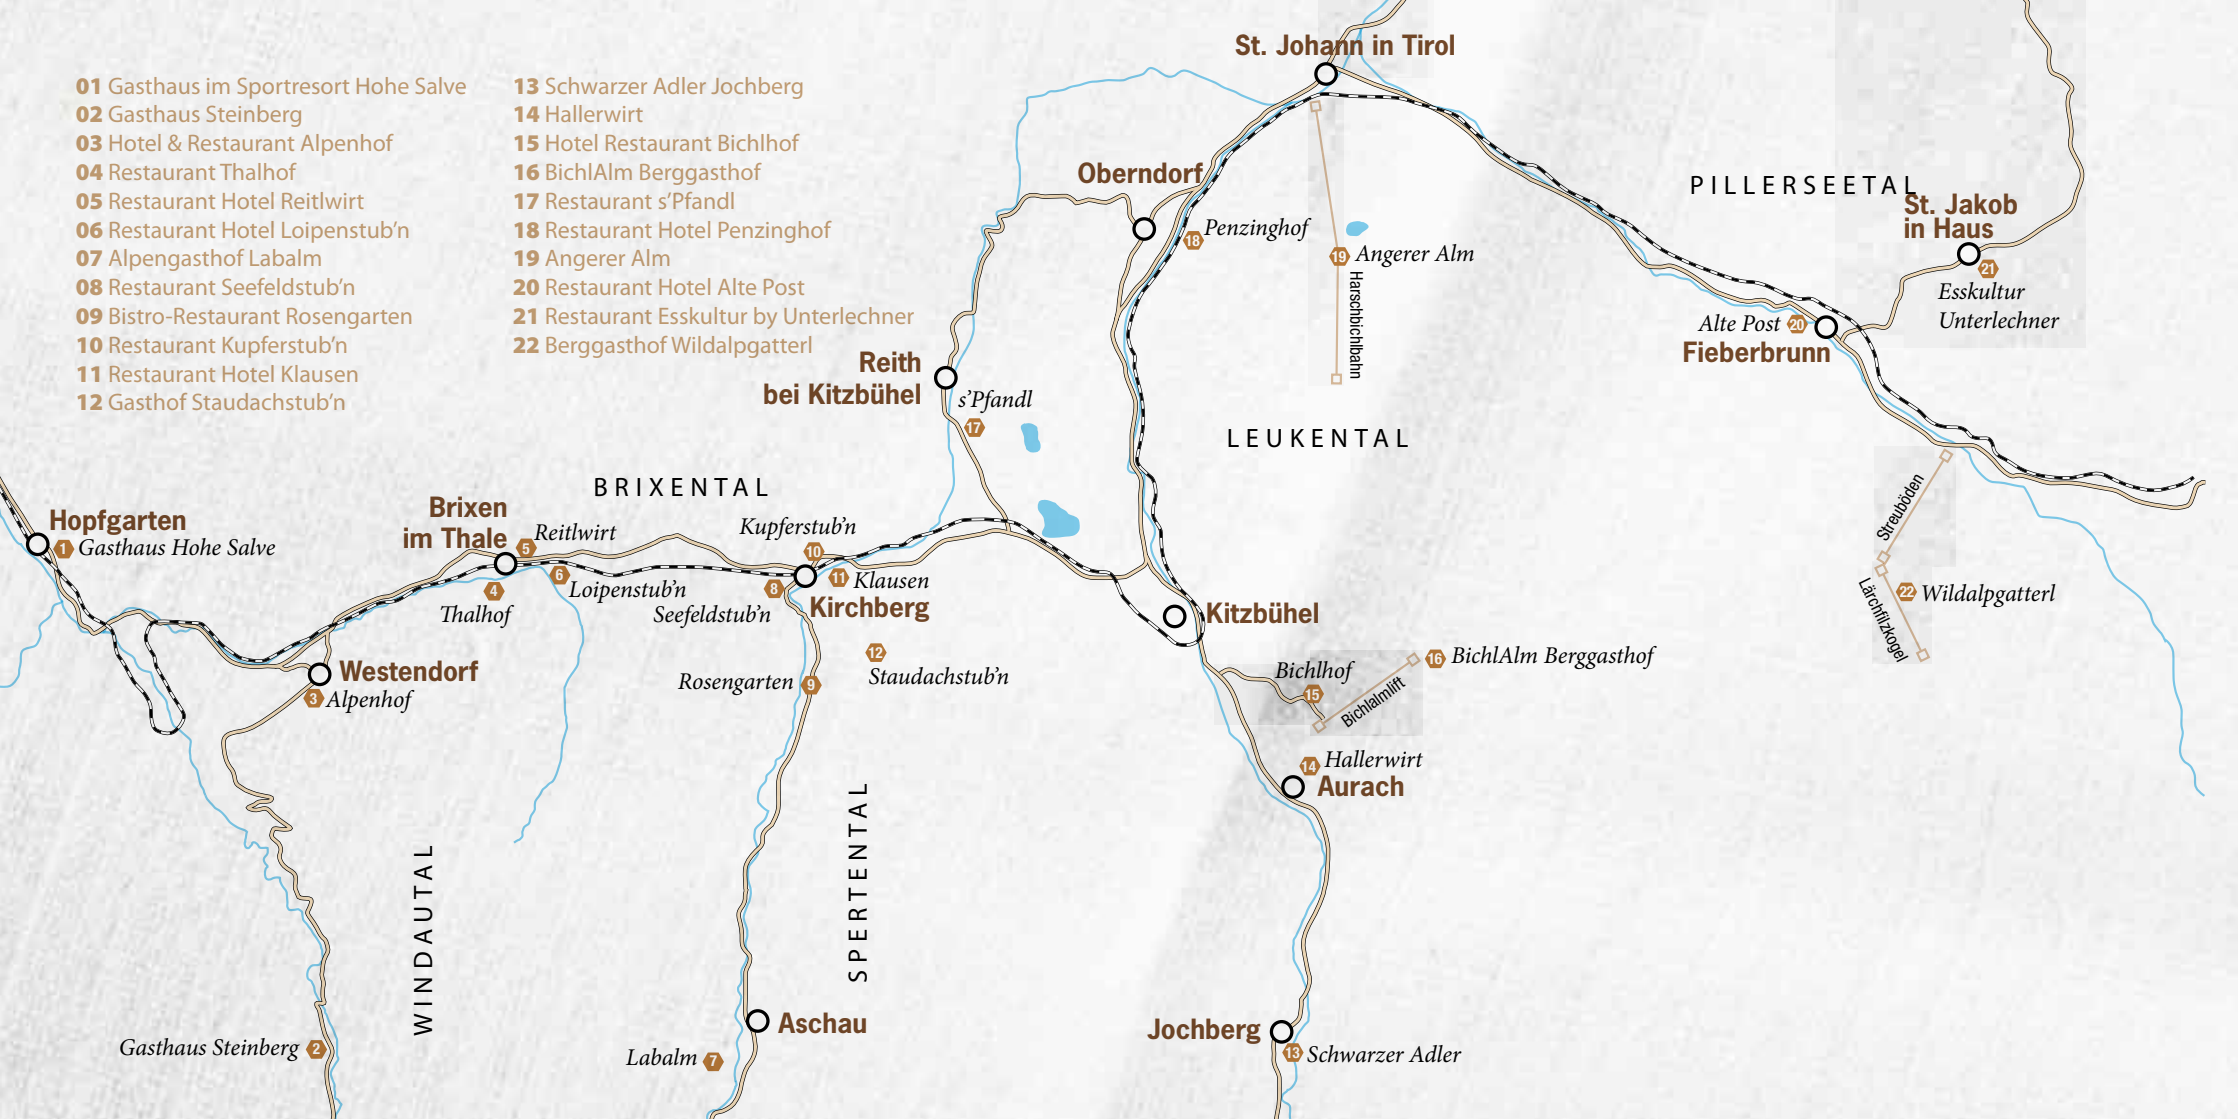 01 Gasthaus im Sportresort Hohe Salve
02 Gasthaus Steinberg
03 Hotel & Restaurant Alpenhof
04 Restaurant Thalhof
05 Restaurant Hotel Reitlwirt
06 Restaurant Hotel Loipenstub’n
07 Alpengasthof Labalm
08 Restaurant Seefeldstub’n
09 Bistro-Restaurant Rosengarten
10 Restaurant Kupferstub’n
11 Restaurant Hotel Klausen
12 Gasthof Staudachstub’n
13 Schwarzer Adler Jochberg
14 Hallerwirt
15 Hotel Restaurant Bichlhof
16 BichlAlm Berggasthof
17 Restaurant s’Pfandl
18 Restaurant Hotel Penzinghof
19 Angerer Alm
20 Restaurant Hotel Alte Post
21 Restaurant Esskultur by Unterlechner
22 Berggasthof Wildalpgatterl
St. Johann in Tirol
Oberndorf
18 Penzinghof
19 Angerer Alm
Harschbichlbahn
PILLERSEETAL
St. Jakob
in Haus
21
Esskultur
Unterlechner
Alte Post 20
Fieberbrunn
Reith
bei Kitzbühel
s’Pfandl
17
LEUKENTAL
BRIXENTAL
Hopfgarten
1 Gasthaus Hohe Salve
Brixen
im Thale
5 Reitlwirt
4
Thalhof
6 Loipenstub’n
Kupferstub’n
10
11 Klausen
8
Seefeldstub’n
Kirchberg
Kitzbühel
Streuböden
22 Wildalpgatterl
Lärchfilzkogel
12
Staudachstub’n
Westendorf
3 Alpenhof
Rosengarten 9
Bichlhof
15
16 BichlAlm Berggasthof
Bichlalmlift
14 Hallerwirt
Aurach
WINDAUTAL
SPERTENTAL
Gasthaus Steinberg 2
Aschau
Labalm 7
Jochberg
13 Schwarzer Adler